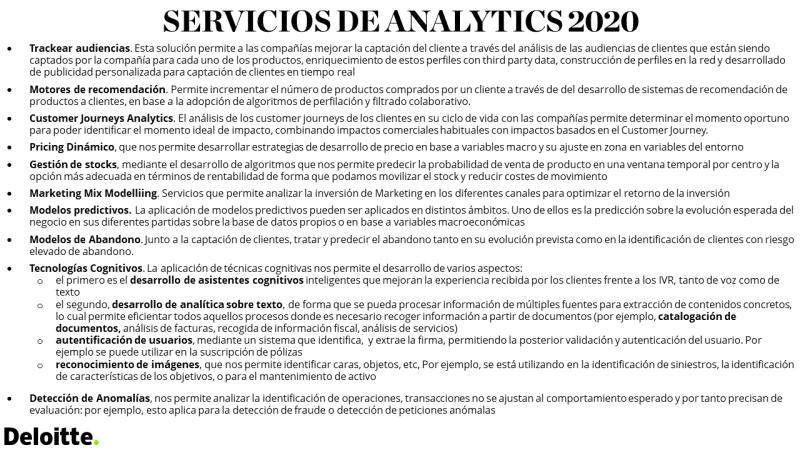 SERVICIOS DE ANALYTICS 2020
• Trackear audiencias. Esta solución permite a las compañías mejorar la captación del cliente a través del análisis de las audiencias de clientes que están siendo
captados por la compañía para cada uno de los productos, enriquecimiento de estos perfiles con third party data, construcción de perfiles en la red y desarrollado
de publicidad personalizada para captación de clientes en tiempo real
• Motores de recomendación. Permite incrementar el número de productos comprados por un cliente a través de del desarrollo de sistemas de recomendación de
productos a clientes, en base a la adopción de algoritmos de perfilación y filtrado colaborativo.
• Customer Journeys Analytics. El análisis de los customer journeys de los clientes en su ciclo de vida con las compañías permite determinar el momento oportuno
para poder identificar el momento ideal de impacto, combinando impactos comerciales habituales con impactos basados en el Customer Journey.
• Pricing Dinámico, que nos permite desarrollar estrategias de desarrollo de precio en base a variables macro y su ajuste en zona en variables del entorno
• Gestión de stocks, mediante el desarrollo de algoritmos que nos permite predecir la probabilidad de venta de producto en una ventana temporal por centro y la
opción más adecuada en términos de rentabilidad de forma que podamos movilizar el stock y reducir costes de movimiento
• Marketing Mix Modelliing. Servicios que permite analizar la inversión de Marketing en los diferentes canales para optimizar el retorno de la inversión
• Modelos predictivos. La aplicación de modelos predictivos pueden ser aplicados en distintos ámbitos. Uno de ellos es la predicción sobre la evolución esperada del
negocio en sus diferentes partidas sobre la base de datos propios o en base a variables macroeconómicas
• Modelos de Abandono. Junto a la captación de clientes, tratar y predecir el abandono tanto en su evolución prevista como en la identificación de clientes con riesgo
elevado de abandono.
• Tecnologías Cognitivos. La aplicación de técnicas cognitivas nos permite el desarrollo de varios aspectos:
o el primero es el desarrollo de asistentes cognitivos inteligentes que mejoran la experiencia recibida por los clientes frente a los IVR, tanto de voz como de
texto
o el segundo, desarrollo de analítica sobre texto, de forma que se pueda procesar información de múltiples fuentes para extracción de contenidos concretos,
lo cual permite eficientar todos aquellos procesos donde es necesario recoger información a partir de documentos (por ejemplo, catalogación de
documentos, análisis de facturas, recogida de información fiscal, análisis de servicios)
o autentificación de usuarios, mediante un sistema que identifica, y extrae la firma, permitiendo la posterior validación y autenticación del usuario. Por
ejemplo se puede utilizar en la suscripción de pólizas
o reconocimiento de imágenes, que nos permite identificar caras, objetos, etc, Por ejemplo, se está utilizando en la identificación de siniestros, la identificación
de características de los objetivos, o para el mantenimiento de activo
• Detección de Anomalías, nos permite analizar la identificación de operaciones, transacciones no se ajustan al comportamiento esperado y por tanto precisan de
evaluación: por ejemplo, esto aplica para la detección de fraude o detección de peticiones anómalas
Deloitte.